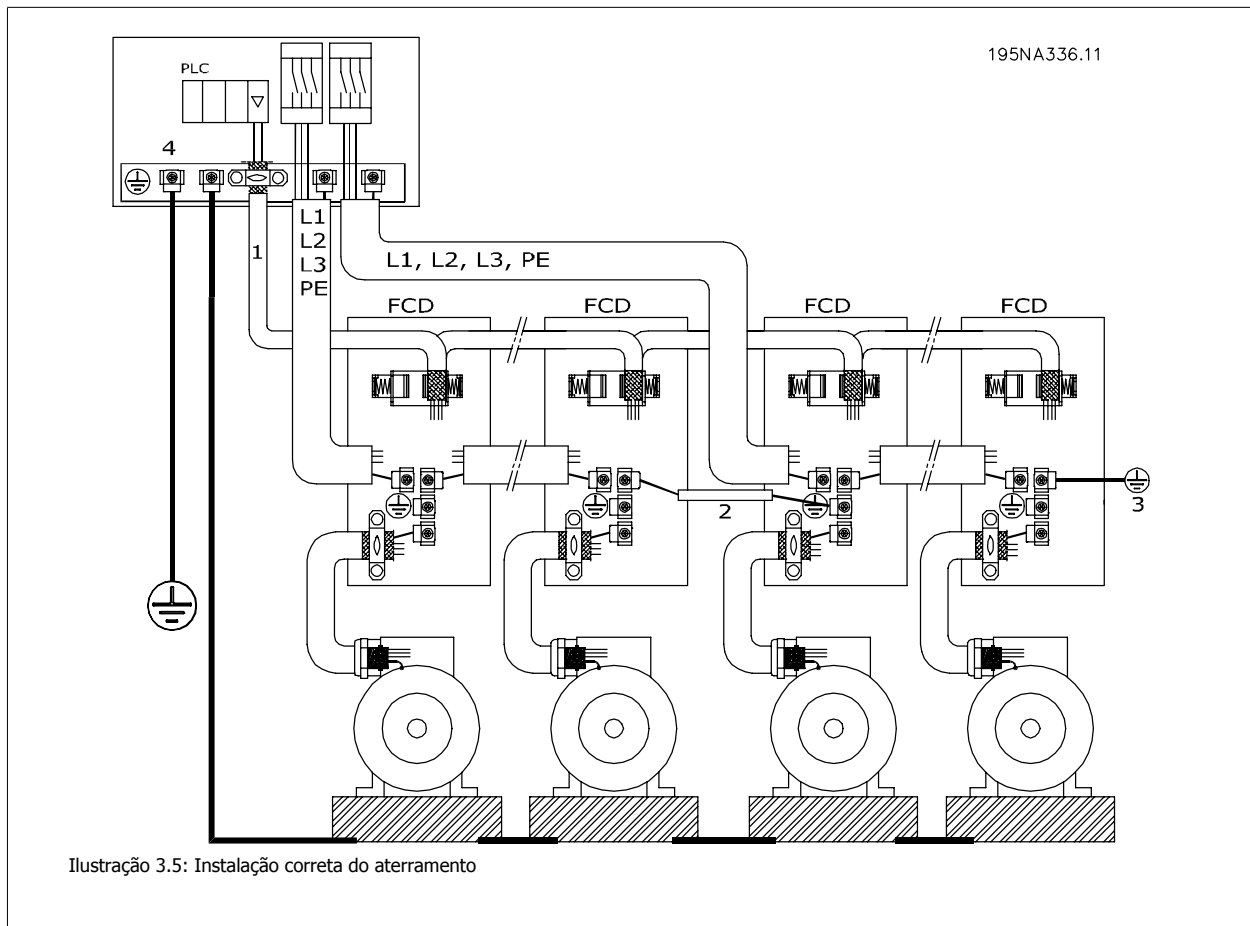 195NA336.11
PLC
4
1
L1
L2
L3
PE
L1, L2, L3, PE
FCD
FCD
FCD
FCD
2
3
Ilustração 3.5: Instalação correta do aterramento